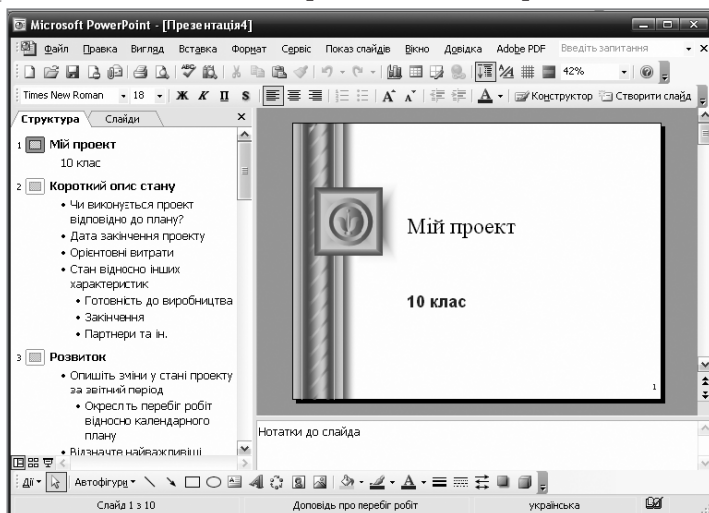 Microsoft PowerPoint - [Презентація4]
Файл Правка Вигляд Вставка Формат Сервіс Показ слайдів Вікно Довідка Adobe PDF Введіть запитання
42%
Times New Roman 18 Ж К П S Конструктор Створити слайд
Структура Слайди
1 Мій проект
10 клас
2 Короткий опис стану
• Чи виконується проект
відповідно до плану?
• Дата закінчення проекту
• Орієнтовні витрати
• Стан відносно інших
характеристик
• Готовність до виробництва
• Закінчення
• Партнери та ін.
3 Розвиток
• Опишіть зміни у стані проекту
за звітний період
• Окресліть перебіг робіт
відносно календарного
плану
• Відзначте найважливіші
Мій проект
10 клас
1
Нотатки до слайда
Дії Автофігури
Слайд 1 з 10 Доповідь про перебіг робіт українська